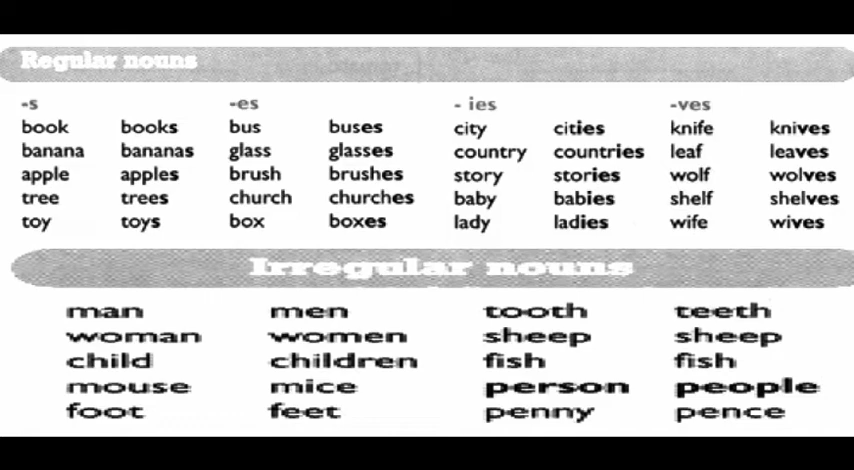 Regular nouns
-s -es - ies -ves
book books bus buses city cities knife knives
banana bananas glass glasses country countries leaf leaves
apple apples brush brushes story stories wolf wolves
tree trees church churches baby babies shelf shelves
toy toys box boxes lady ladies wife wives
Irregular nouns
man men tooth teeth
woman women sheep sheep
child children fish fish
mouse mice person people
foot feet penny pence